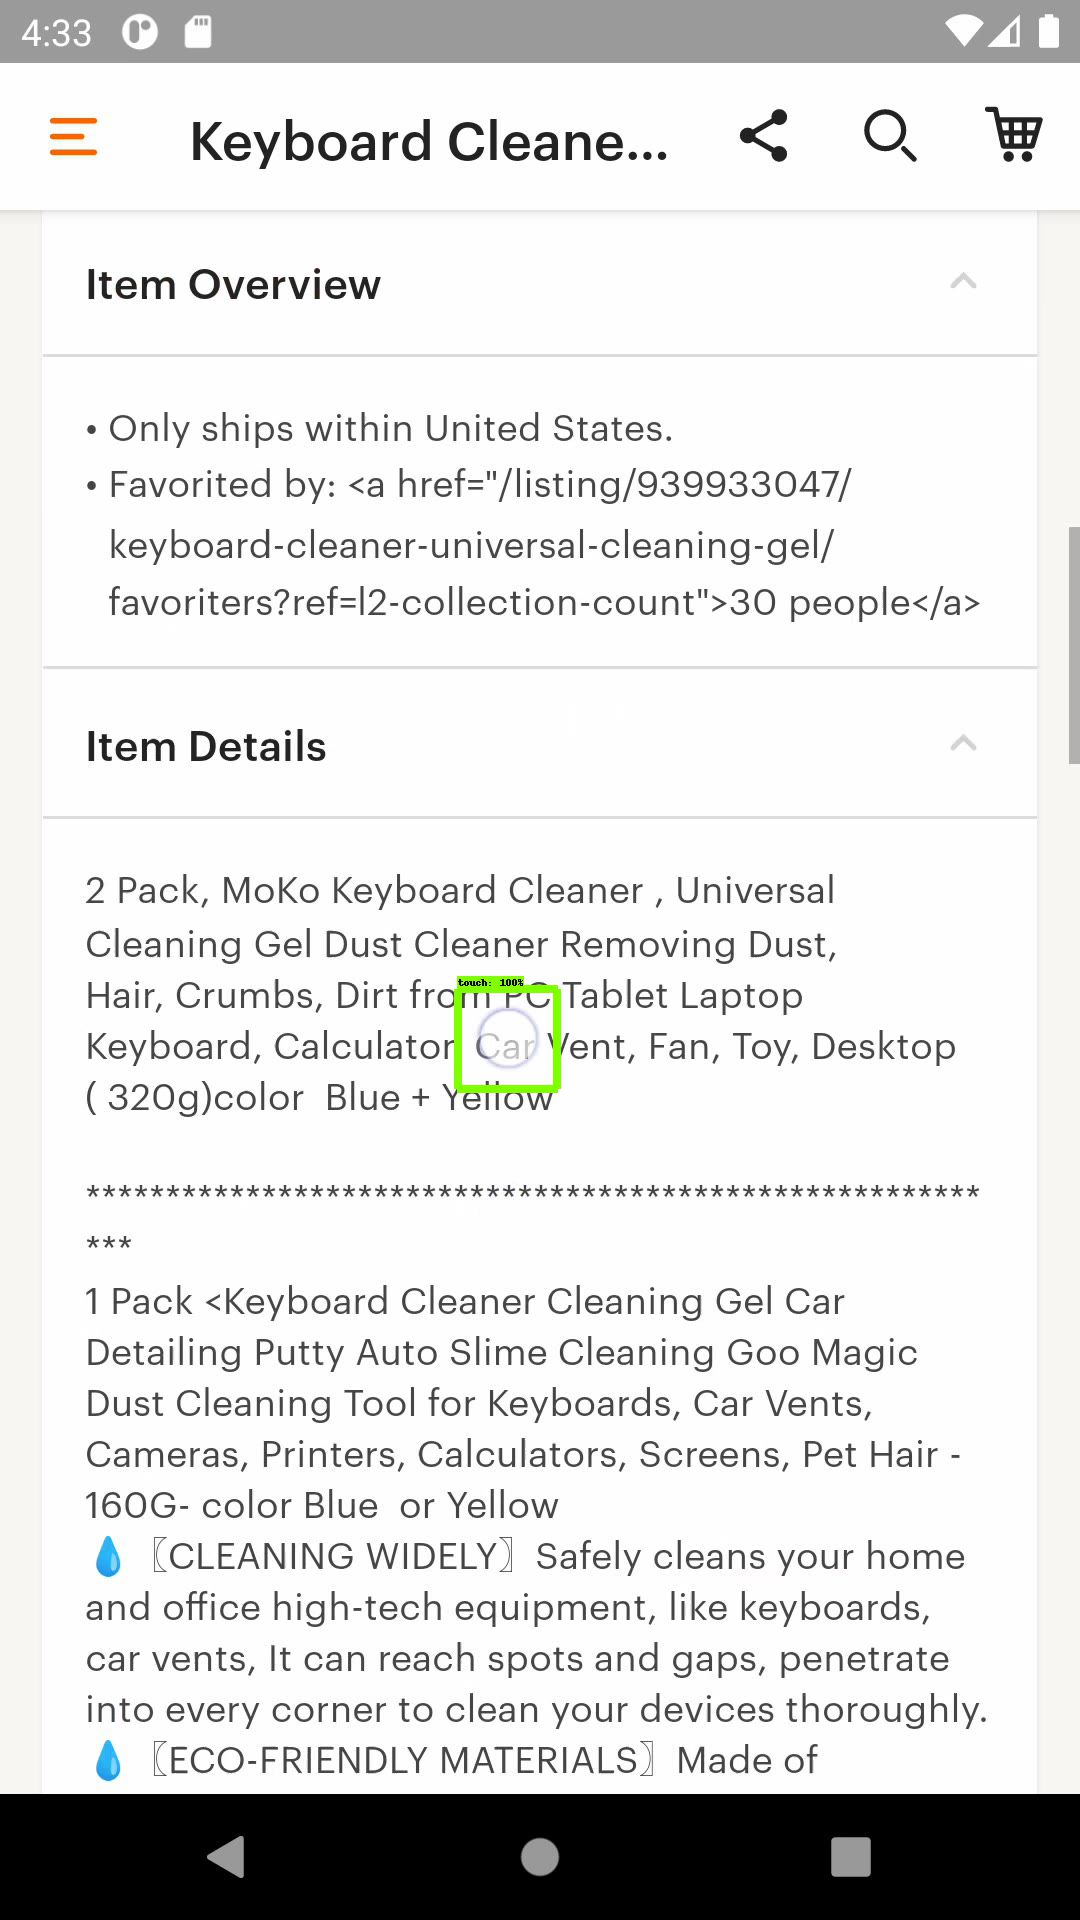 4:33
Keyboard Cleane...
Item Overview
• Only ships within United States.
• Favorited by: <a href="/listing/939933047/
keyboard-cleaner-universal-cleaning-gel/
favoriters?ref=l2-collection-count">30 people</a>
Item Details
2 Pack, MoKo Keyboard Cleaner , Universal
Cleaning Gel Dust Cleaner Removing Dust,
touch: 100%
Hair, Crumbs, Dirt from PC Tablet Laptop
Keyboard, Calculator Car Vent, Fan, Toy, Desktop
( 320g)color  Blue + Yellow
********************************************************
***
1 Pack <Keyboard Cleaner Cleaning Gel Car
Detailing Putty Auto Slime Cleaning Goo Magic
Dust Cleaning Tool for Keyboards, Car Vents,
Cameras, Printers, Calculators, Screens, Pet Hair -
160G- color Blue  or Yellow
💧〖CLEANING WIDELY〗Safely cleans your home
and office high-tech equipment, like keyboards,
car vents, It can reach spots and gaps, penetrate
into every corner to clean your devices thoroughly.
💧〖ECO-FRIENDLY MATERIALS〗Made of